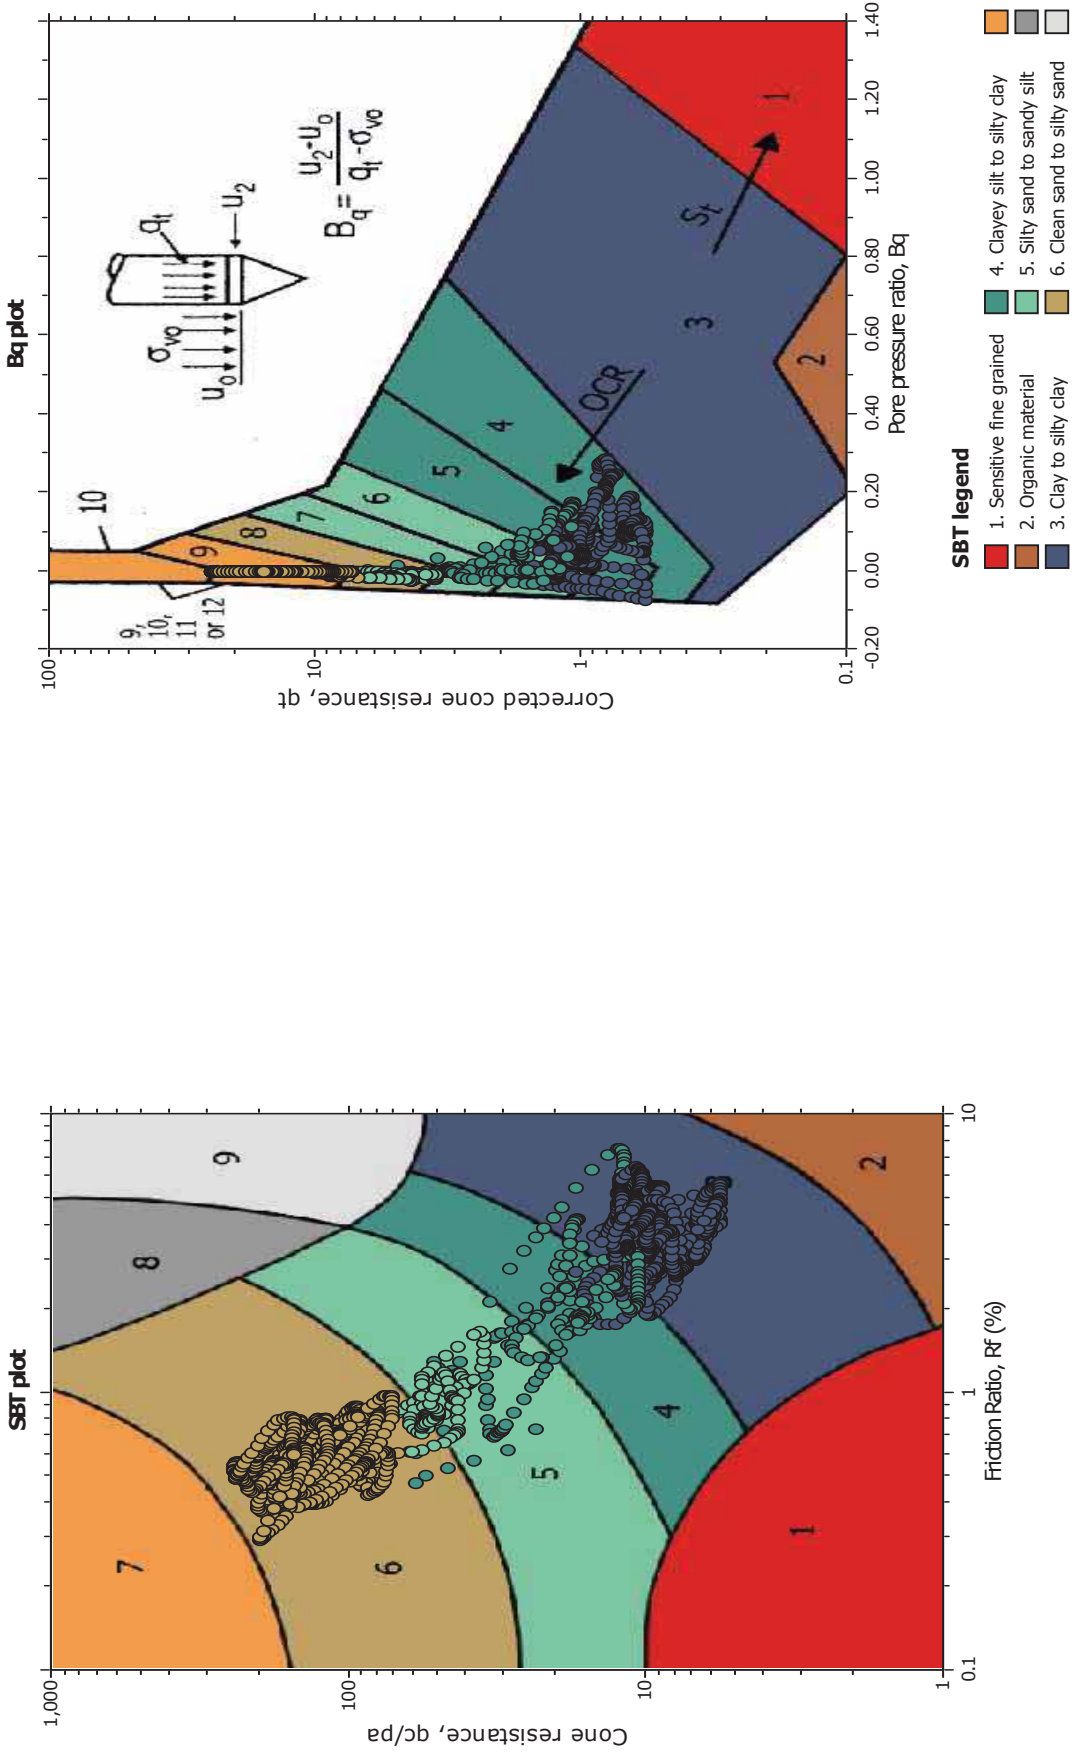 SBT plot
Cone resistance, qc/pa
1,000
100
10
1
7
8
9
6
5
4
1
2
0.1
1
10
Friction Ratio, Rf (%)
Bq plot
Corrected cone resistance, qt
100
10
1
0.1
9,
10,
11
or 12
10
9
8
7
6
5
4
3
2
1
σvo
uo
qt
u2
Bq = u2-uo / qt -σvo
OCR
St
-0.20
0.00
0.20
0.40
0.60
0.80
1.00
1.20
1.40
Pore pressure ratio, Bq
SBT legend
1. Sensitive fine grained
2. Organic material
3. Clay to silty clay
4. Clayey silt to silty clay
5. Silty sand to sandy silt
6. Clean sand to silty sand